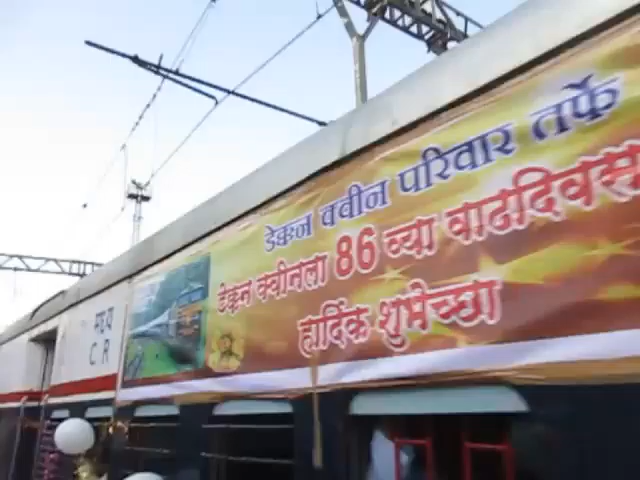 डेक्कन क्वीन परिवार तर्फे
डेक्कन क्वीनला 86 च्या वाढदिवस
हार्दिक शुभेच्छा
मध्य
C R